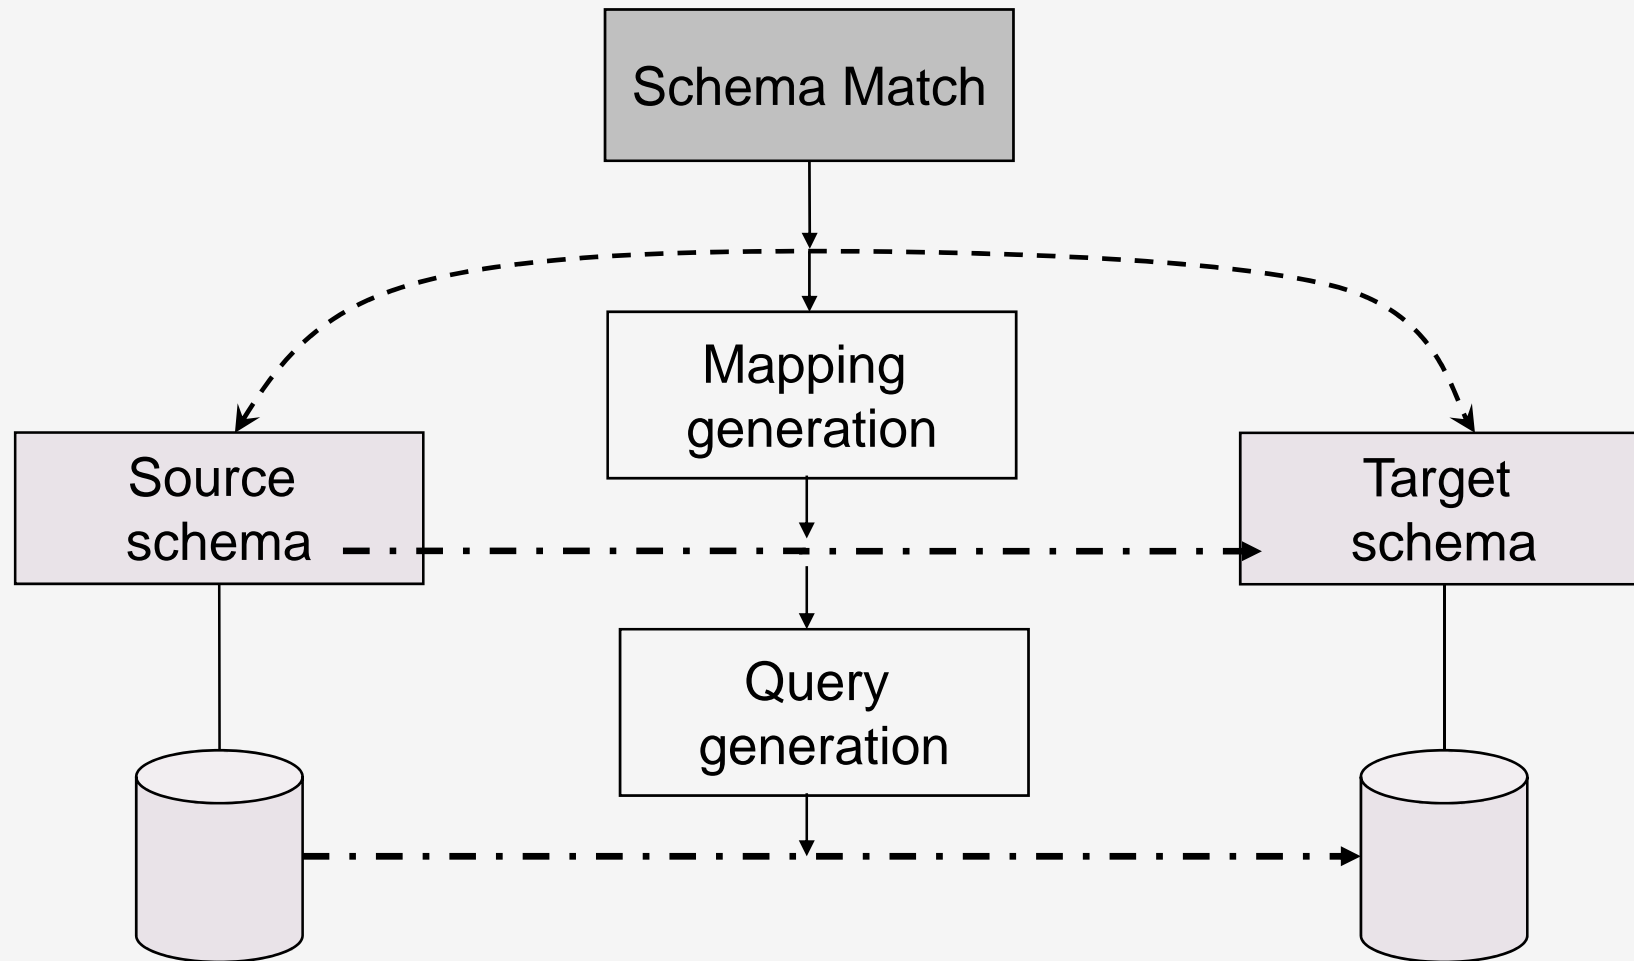 Schema Match
Mapping
generation
Source
schema
Target
schema
Query
generation